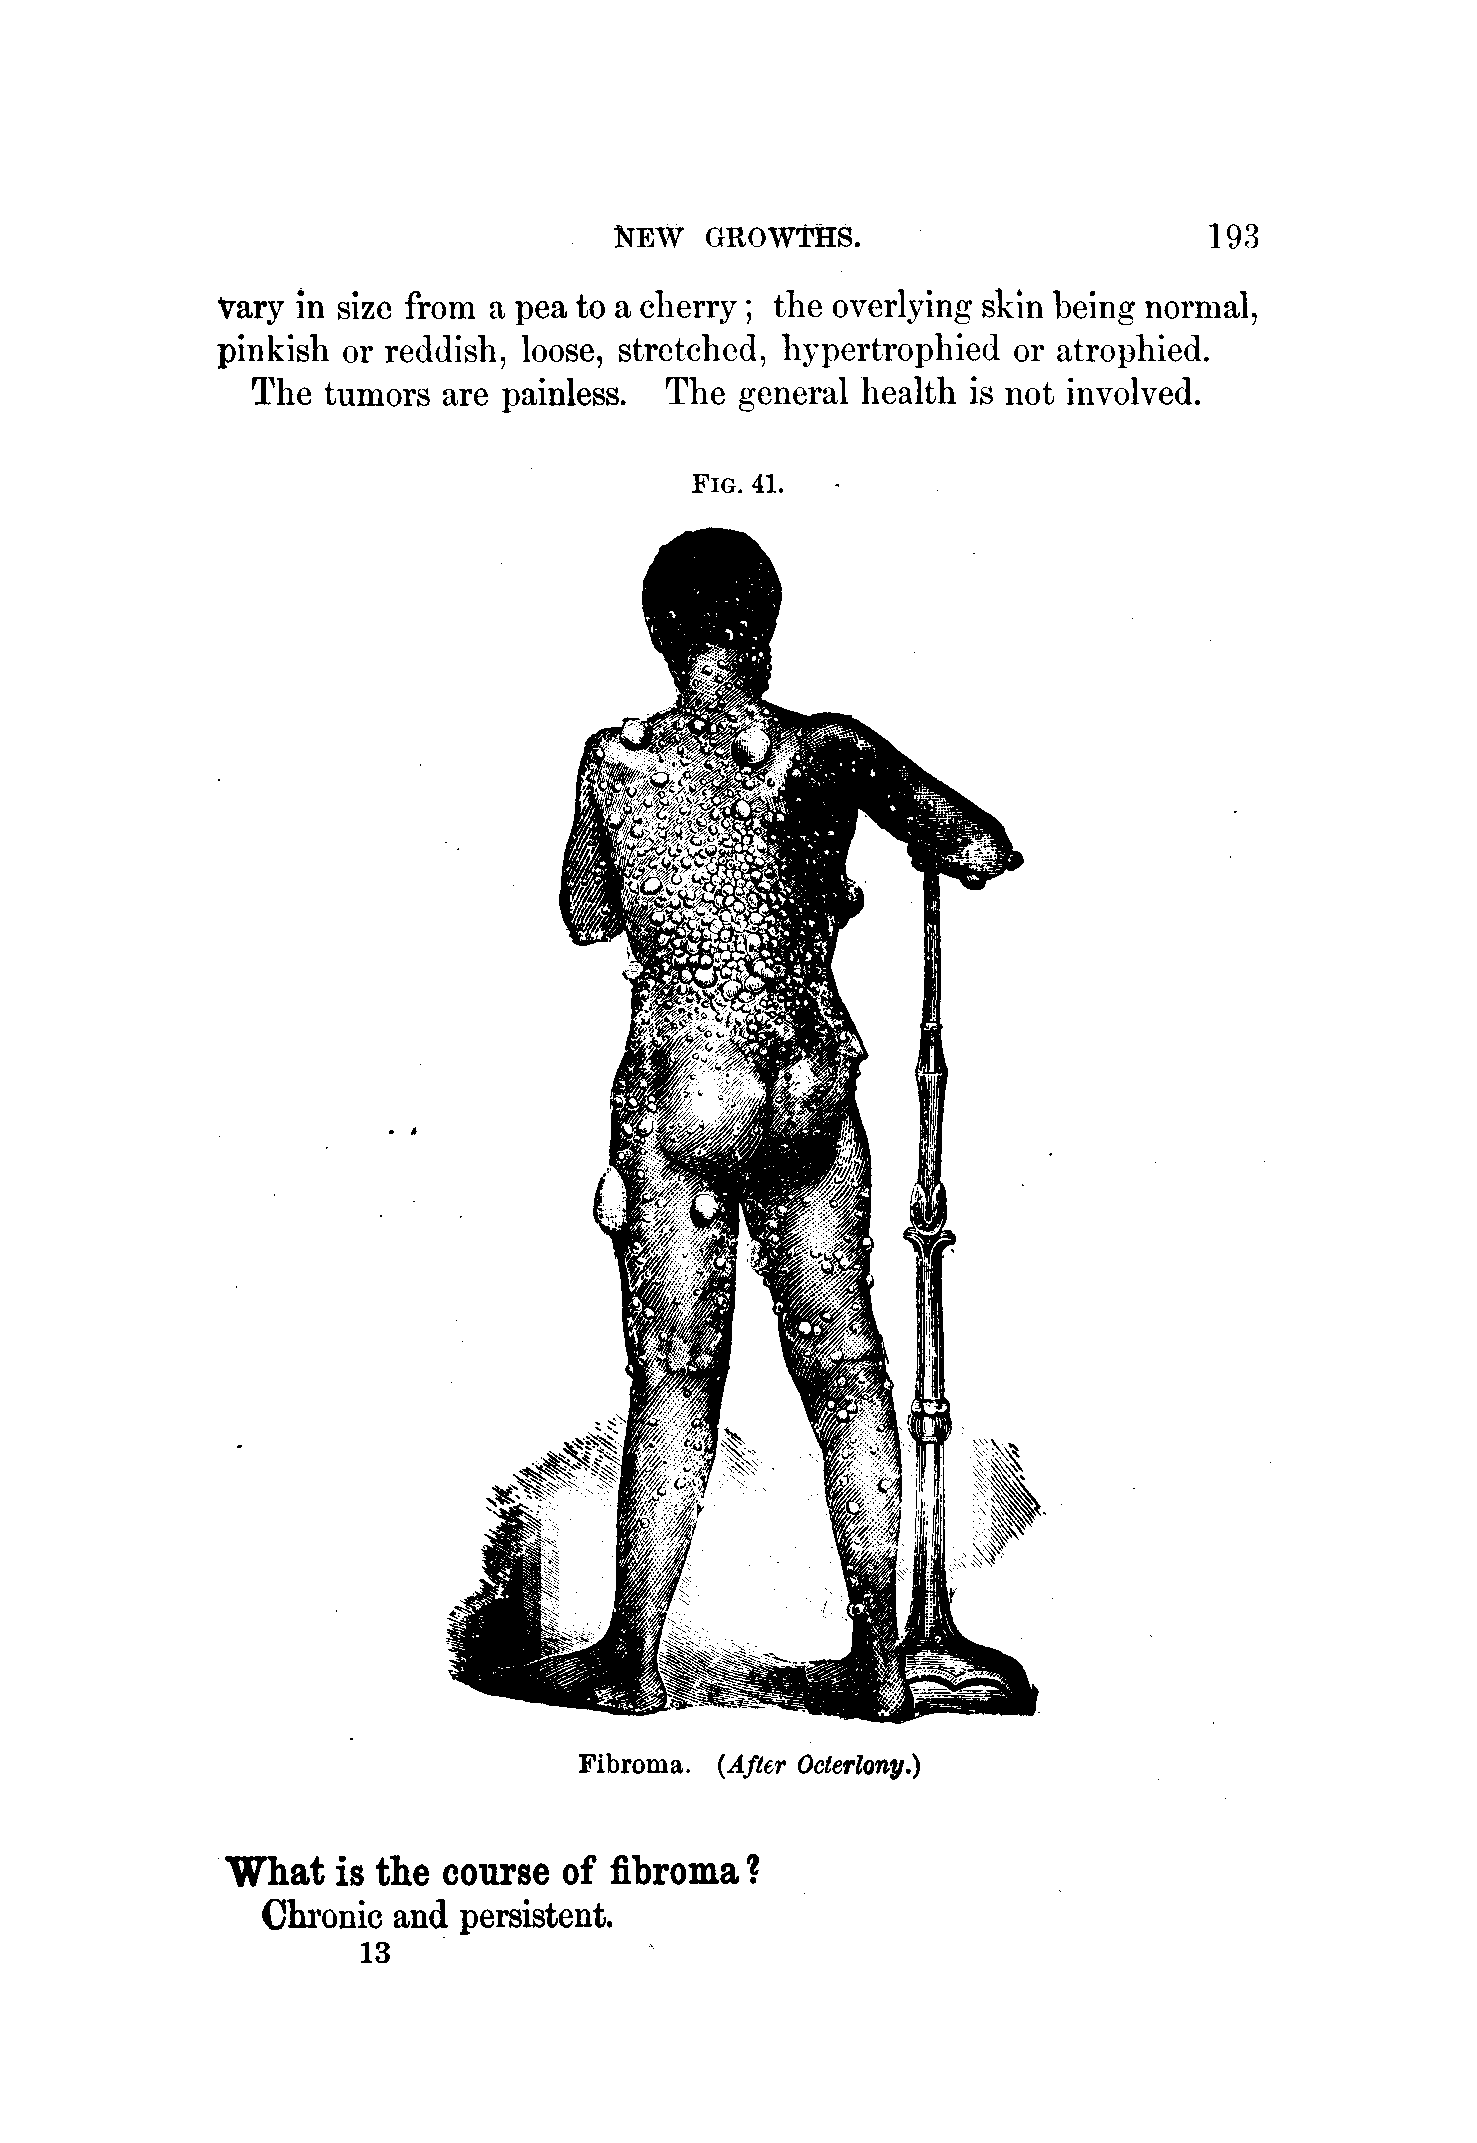 NEW GROWTHS. 193
vary in size from a pea to a cherry; the overlying skin being normal,
pinkish or reddish, loose, stretched, hypertrophied or atrophied.
The tumors are painless. The general health is not involved.
FIG. 41.
Fibroma. (After Octerlony.)
What is the course of fibroma?
Chronic and persistent.
13